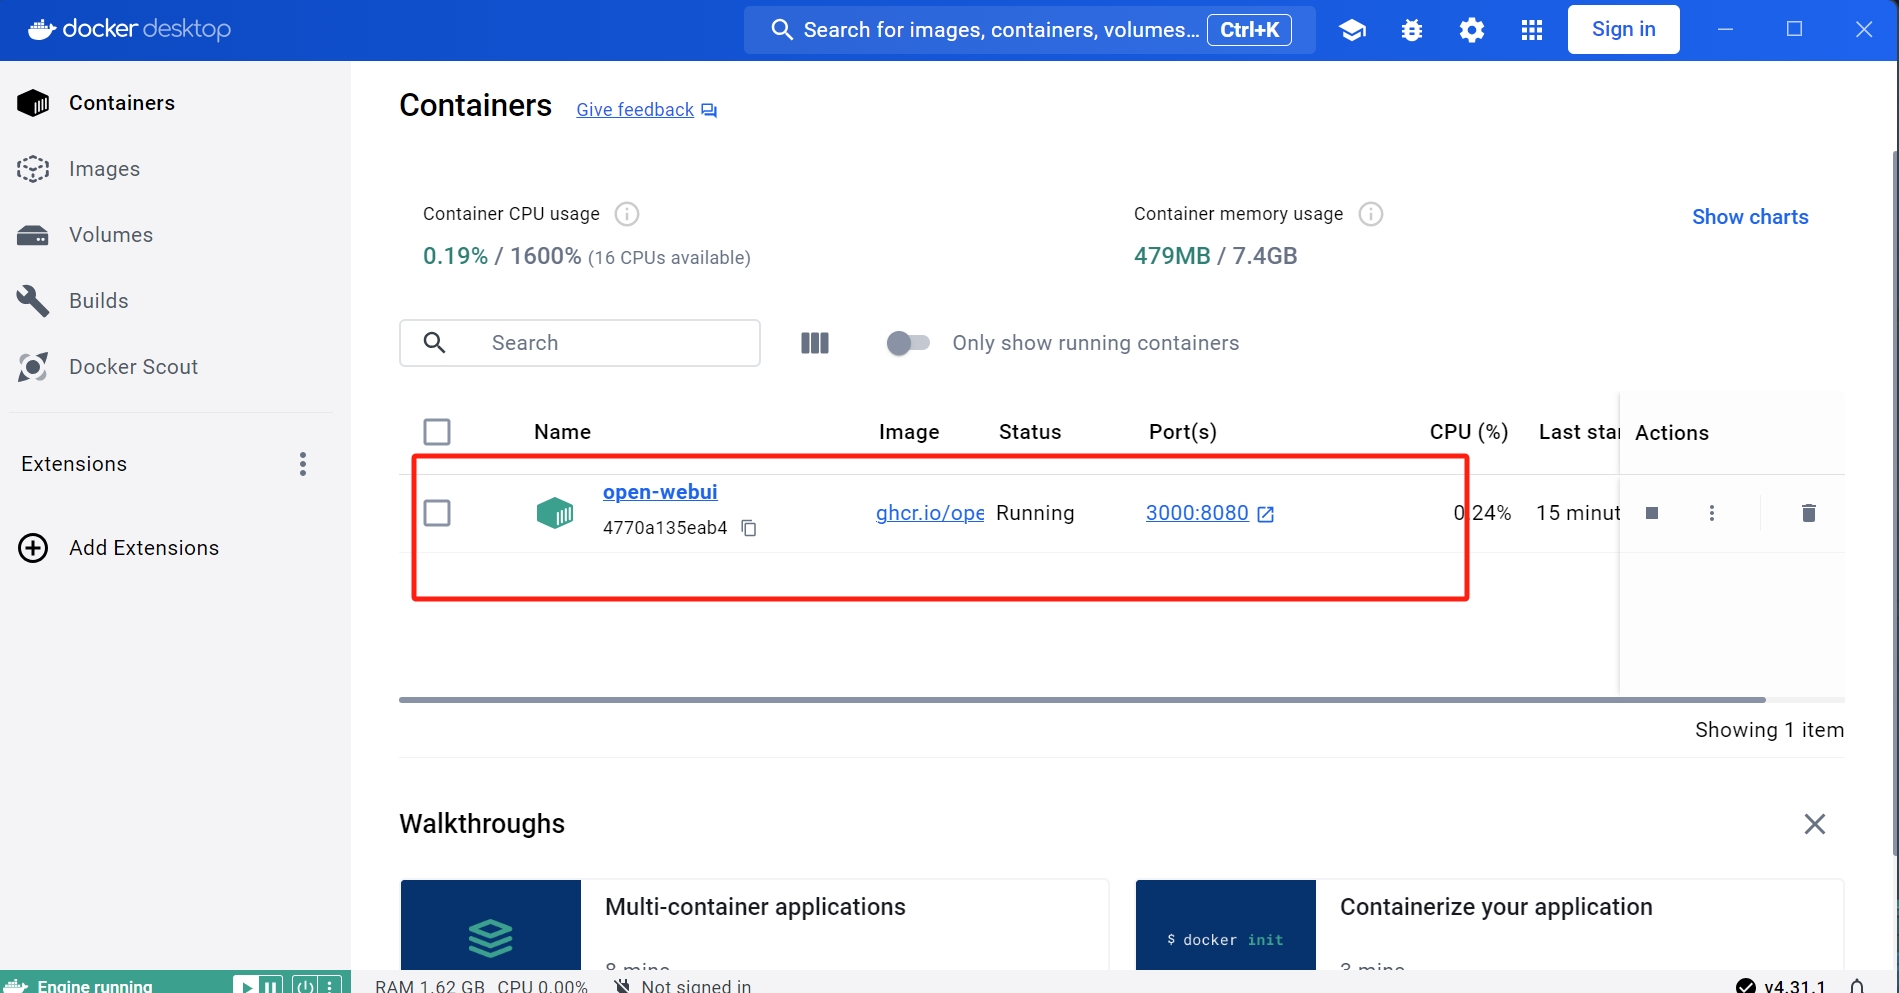 docker desktop
Search for images, containers, volumes... Ctrl+K
Sign in
Containers
Images
Volumes
Builds
Docker Scout
Extensions
Add Extensions
Containers Give feedback
Container CPU usage
0.19% / 1600% (16 CPUs available)
Container memory usage
479MB / 7.4GB
Show charts
Search
Only show running containers
Name Image Status Port(s) CPU (%) Last star Actions
open-webui
4770a135eab4
ghcr.io/ope Running 3000:8080 0.24% 15 minut
Showing 1 item
Walkthroughs
Multi-container applications
8 mins
$ docker init
Containerize your application
3 mins
Engine running
RAM 1.62 GB CPU 0.00% Not signed in
v4.31.1